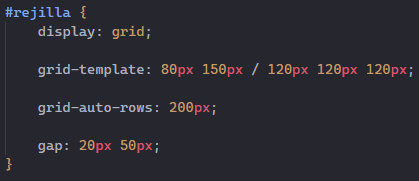 #rejilla {
display: grid;
grid-template: 80px 150px / 120px 120px 120px;
grid-auto-rows: 200px;
gap: 20px 50px;
}